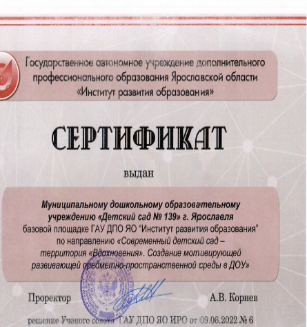 Государственное автономное учреждение дополнительного
профессионального образования Ярославской области
«Институт развития образования»
СЕРТИФИКАТ
выдан
Муниципальному дошкольному образовательному
учреждению «Детский сад № 139» г. Ярославля
базовой площадке ГАУ ДПО ЯО "Институт развития образования"
по направлению «Современный детский сад –
территория «Вдохновения». Создание мотивирующей
развивающей предметно-пространственной среды в ДОУ»
Проректор А.В. Корнев
решение Ученого совета ГАУ ДПО ЯО ИРО от 09.06.2022 № 6